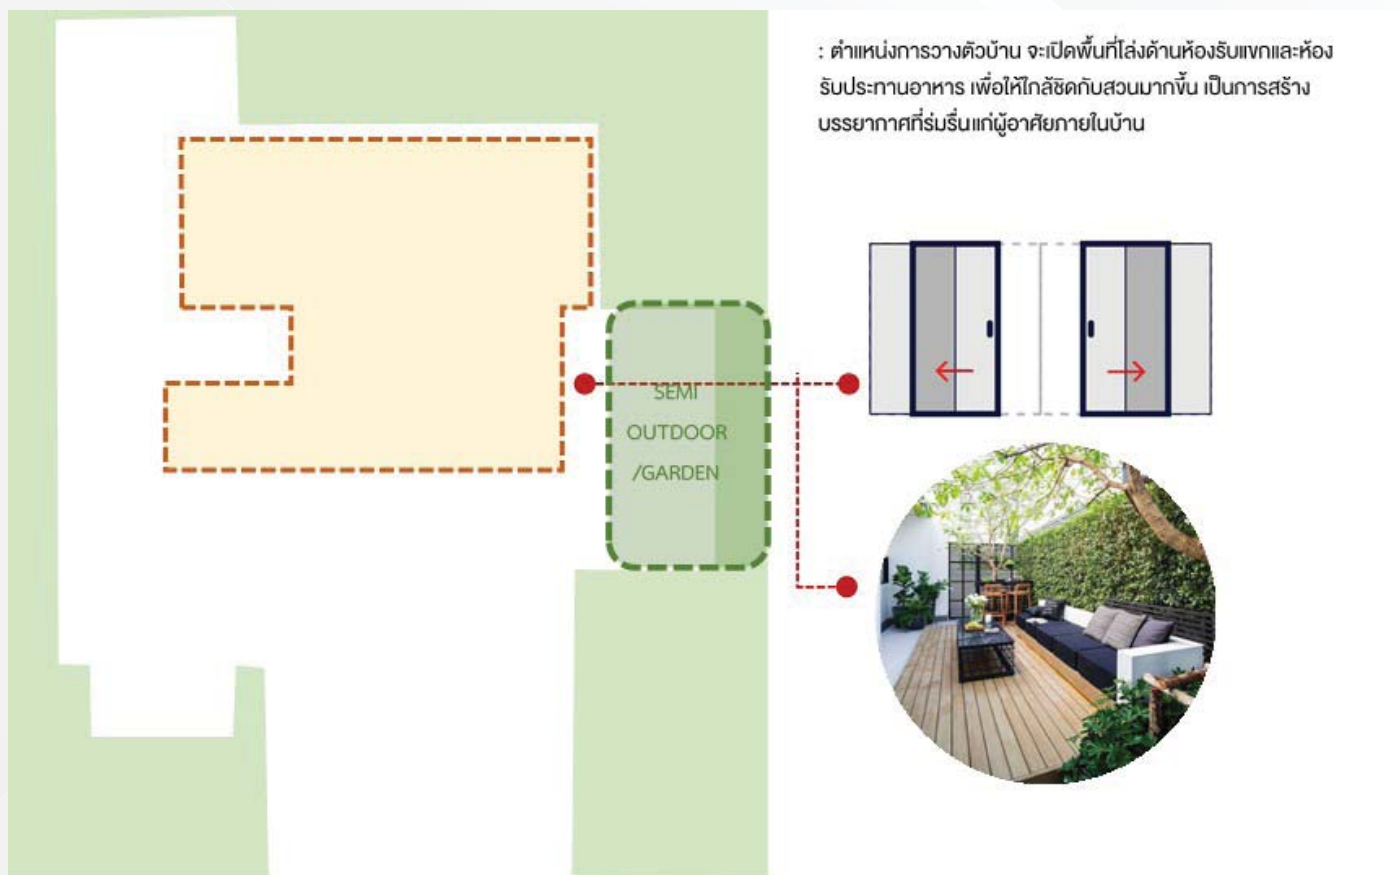 : ตำแหน่งการวางตัวบ้าน จะเปิดพื้นที่โล่งด้านห้องรับแขกและห้อง
รับประทานอาหาร เพื่อให้ใกล้ชิดกับสวนมากขึ้น เป็นการสร้าง
บรรยากาศที่ร่มรื่นแก่ผู้อาศัยภายในบ้าน
SEMI
OUTDOOR
/GARDEN